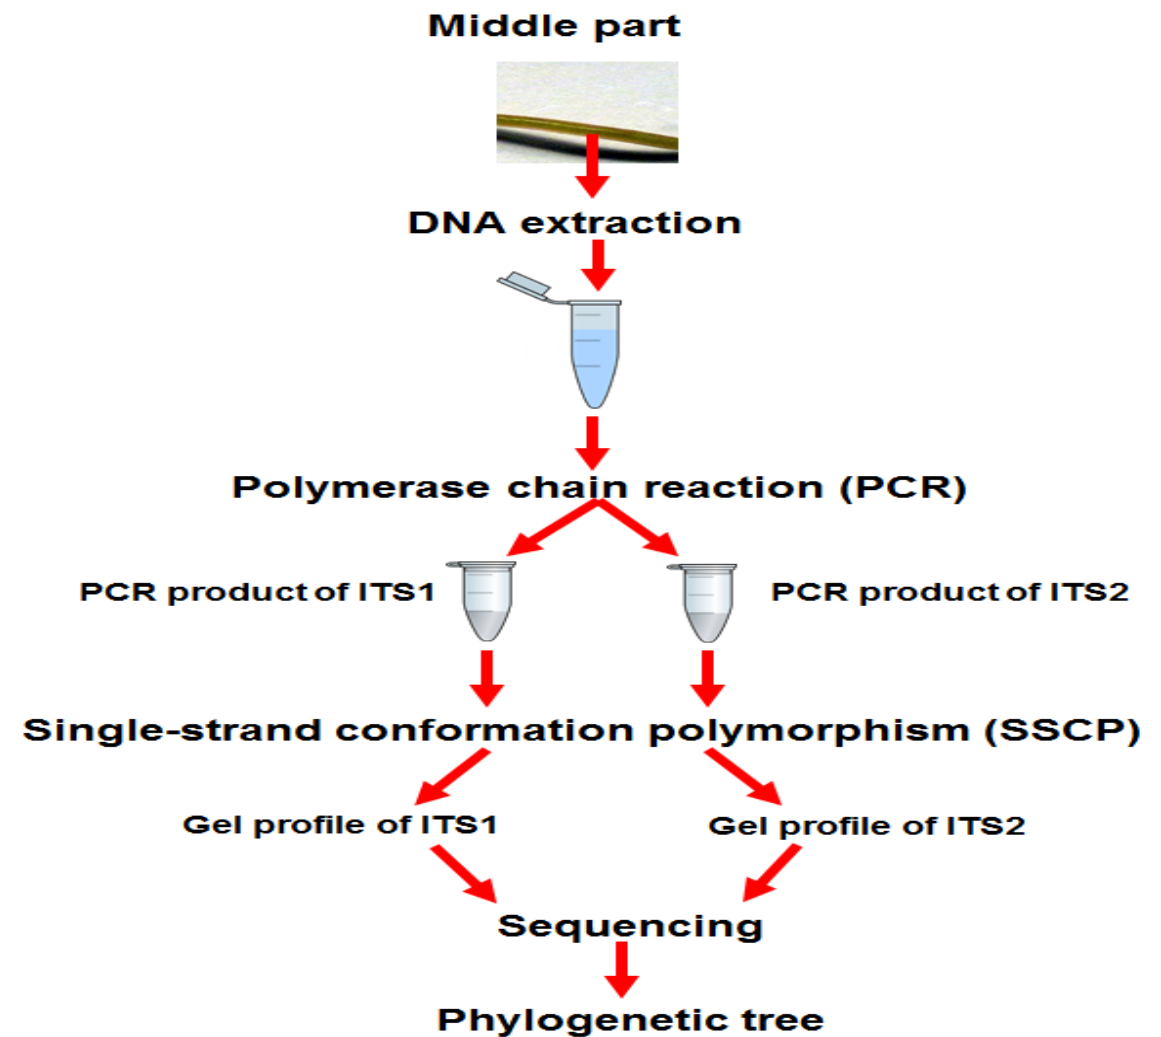 Middle part
DNA extraction
Polymerase chain reaction (PCR)
PCR product of ITS1
PCR product of ITS2
Single-strand conformation polymorphism (SSCP)
Gel profile of ITS1
Gel profile of ITS2
Sequencing
Phylogenetic tree